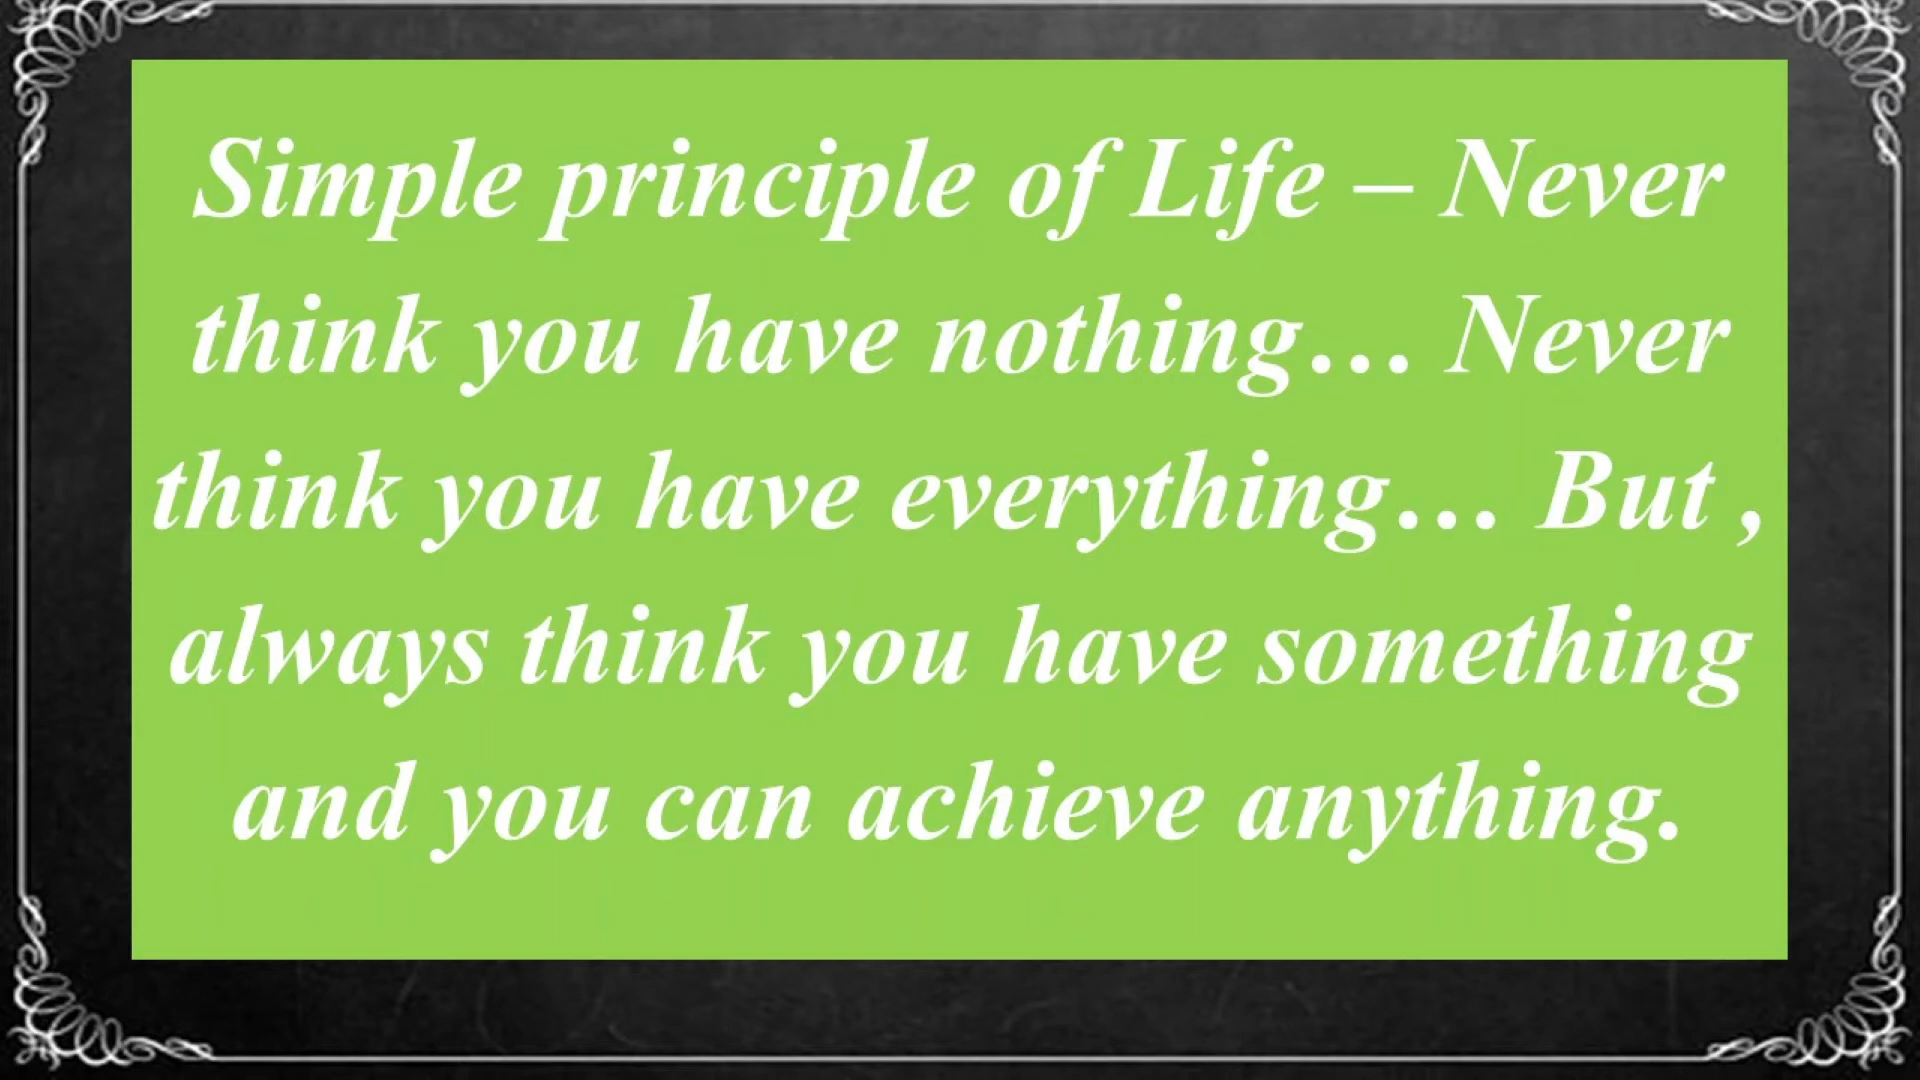 Simple principle of Life – Never
think you have nothing… Never
think you have everything… But ,
always think you have something
and you can achieve anything.